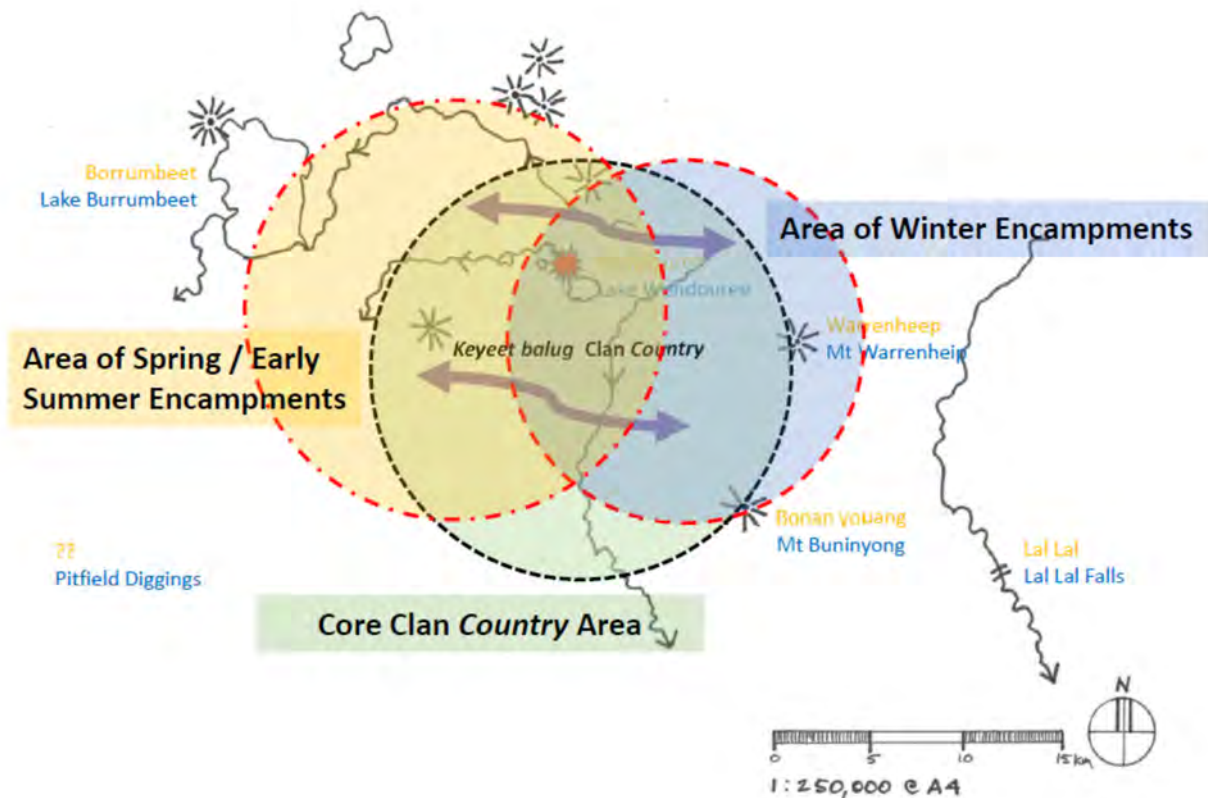 Borrumbeet
Lake Burrumbeet
Area of Winter Encampments
Lake Wendouree
Warrenheep
Mt Warrenheip
Keyeet balug Clan Country
Area of Spring / Early
Summer Encampments
Bonan youang
Mt Buninyong
??
Pitfield Diggings
Lal Lal
Lal Lal Falls
Core Clan Country Area
N
0 5 10 15km
1:250,000 @ A4